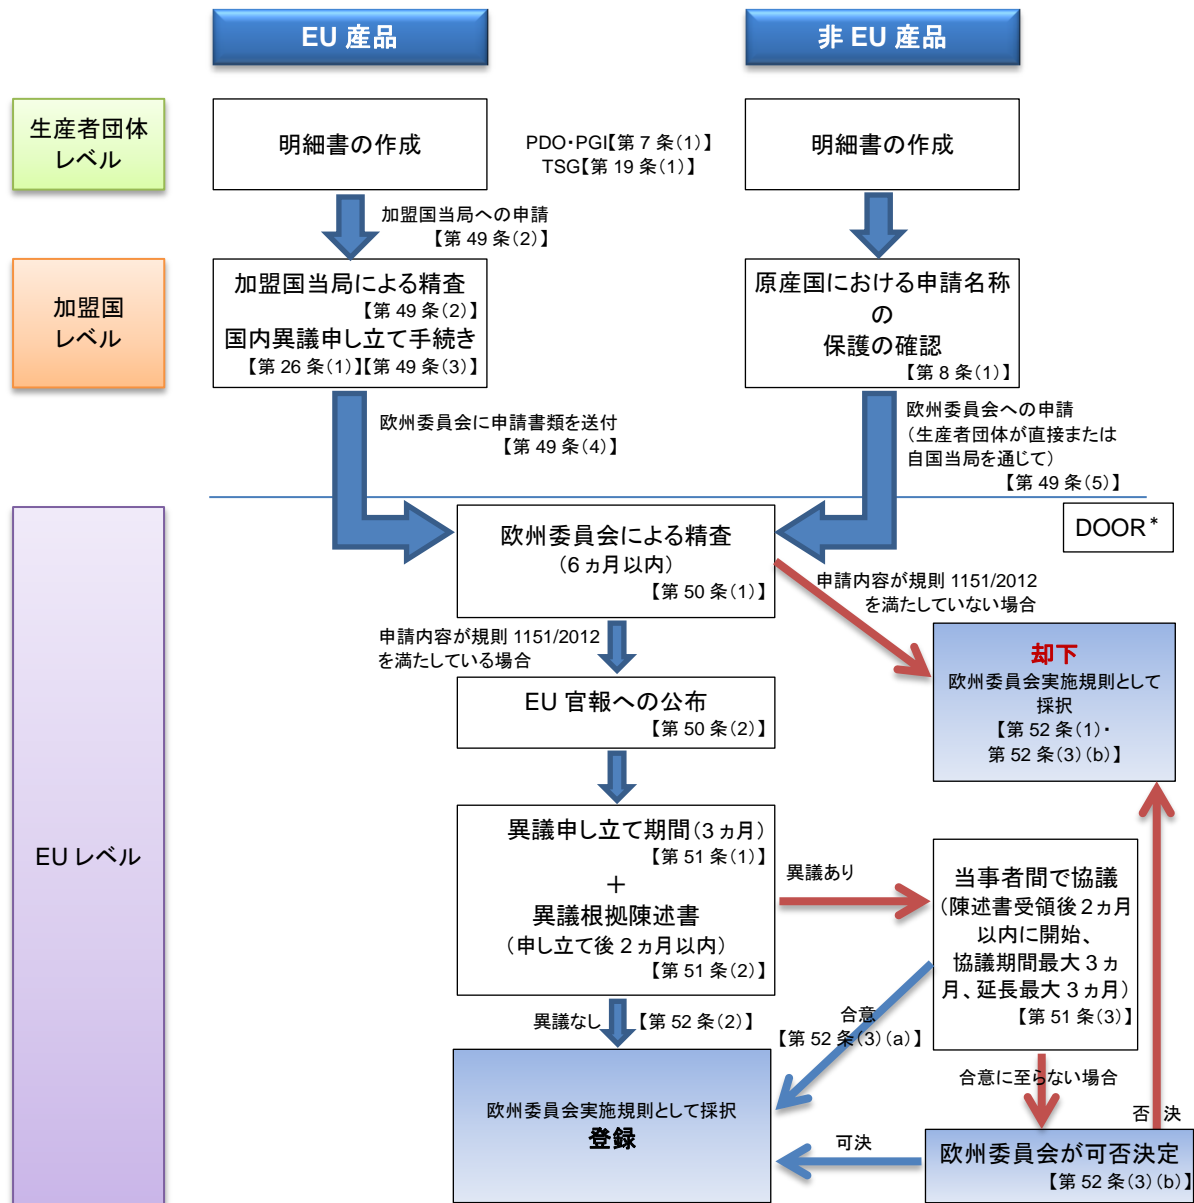 EU 産品
非 EU 産品
生産者団体
レベル
明細書の作成
PDO・PGI【第 7 条(1)】
TSG【第 19 条(1)】
明細書の作成
加盟国当局への申請
【第 49 条(2)】
加盟国
レベル
加盟国当局による精査
【第 49 条(2)】
国内異議申し立て手続き
【第 26 条(1)】【第 49 条(3)】
原産国における申請名称
の
保護の確認
【第 8 条(1)】
欧州委員会に申請書類を送付
【第 49 条(4)】
欧州委員会への申請
(生産者団体が直接または
自国当局を通じて)
【第 49 条(5)】
EU レベル
欧州委員会による精査
(6 ヵ月以内)
【第 50 条(1)】
DOOR*
申請内容が規則 1151/2012
を満たしていない場合
申請内容が規則 1151/2012
を満たしている場合
却下
欧州委員会実施規則として
採択
【第 52 条(1)・
第 52 条(3)(b)】
EU 官報への公布
【第 50 条(2)】
異議申し立て期間(3 ヵ月)
【第 51 条(1)】
+
異議根拠陳述書
(申し立て後 2 ヵ月以内)
【第 51 条(2)】
異議あり
当事者間で協議
(陳述書受領後 2 ヵ月
以内に開始、
協議期間最大 3 ヵ
月、延長最大 3 ヵ月)
【第 51 条(3)】
異議なし
【第 52 条(2)】
合意
【第 52 条(3)(a)】
合意に至らない場合
否 決
欧州委員会実施規則として採択
登録
可決
欧州委員会が可否決定
【第 52 条(3)(b)】